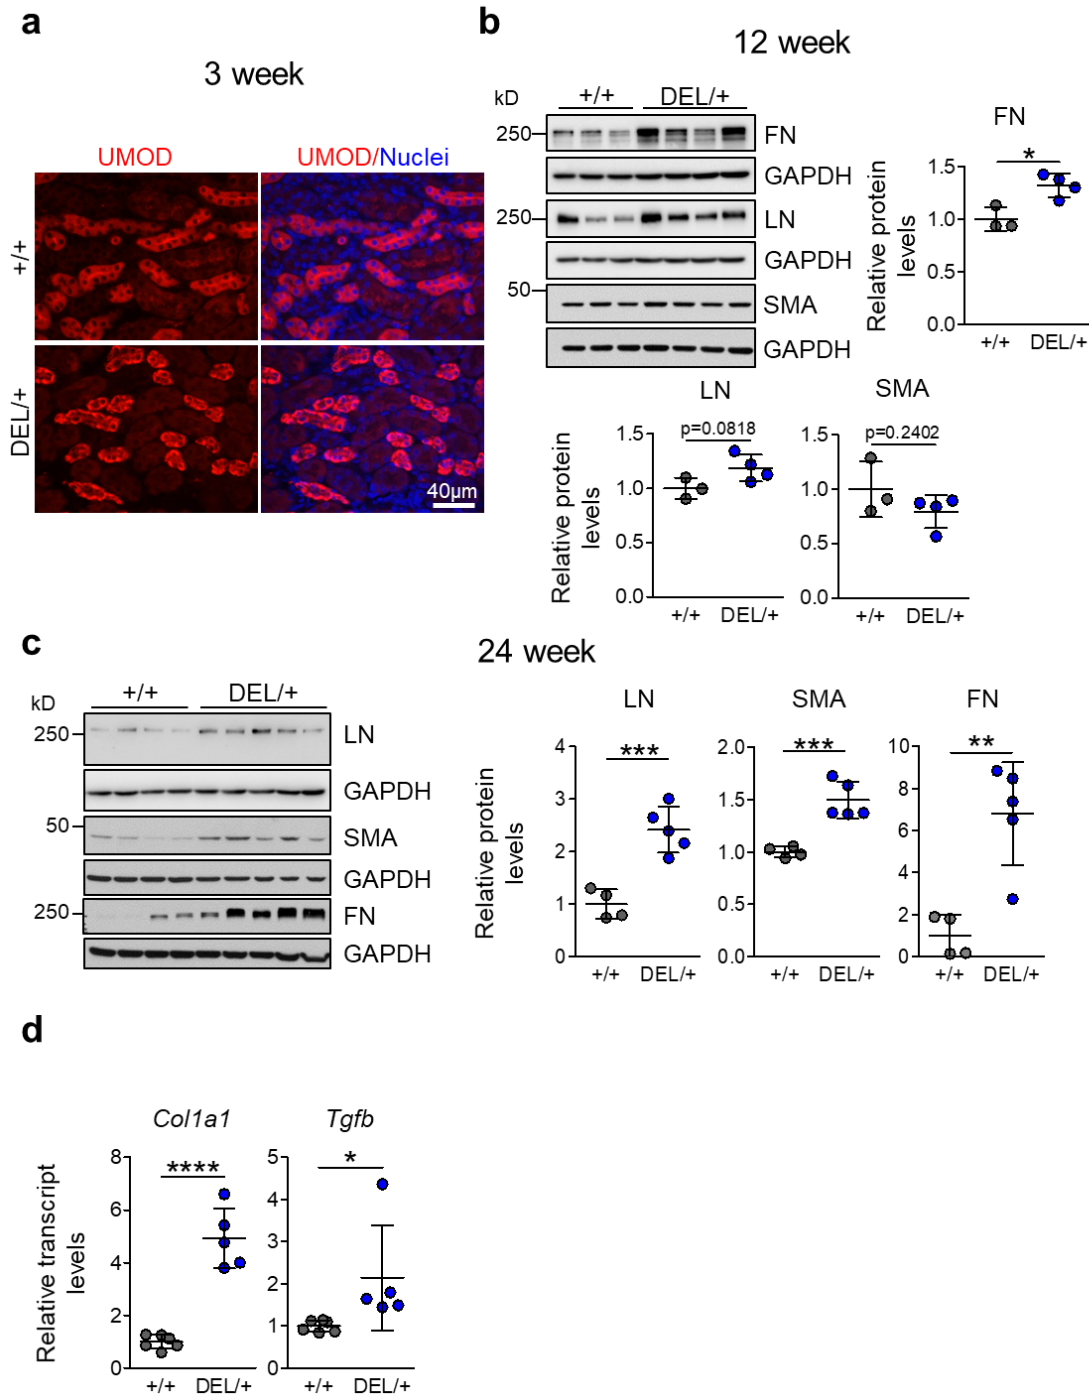 a
3 week
UMOD
UMOD/Nuclei
+/+
DEL/+
40µm
b
12 week
kD
+/+
DEL/+
250
FN
GAPDH
250
LN
GAPDH
50
SMA
GAPDH
FN
*
Relative protein
levels
1.5
1.0
0.5
0.0
+/+
DEL/+
LN
p=0.0818
Relative protein
levels
1.5
1.0
0.5
0.0
+/+
DEL/+
SMA
p=0.2402
1.5
1.0
0.5
0.0
+/+
DEL/+
c
24 week
kD
+/+
DEL/+
250
LN
GAPDH
50
SMA
GAPDH
250
FN
GAPDH
LN
***
Relative protein
levels
4
3
2
1
0
+/+
DEL/+
SMA
***
2.0
1.5
1.0
0.5
0.0
+/+
DEL/+
FN
**
10
8
6
4
2
0
+/+
DEL/+
d
Col1a1
****
Relative transcript
levels
8
6
4
2
0
+/+
DEL/+
Tgfb
*
5
4
3
2
1
0
+/+
DEL/+